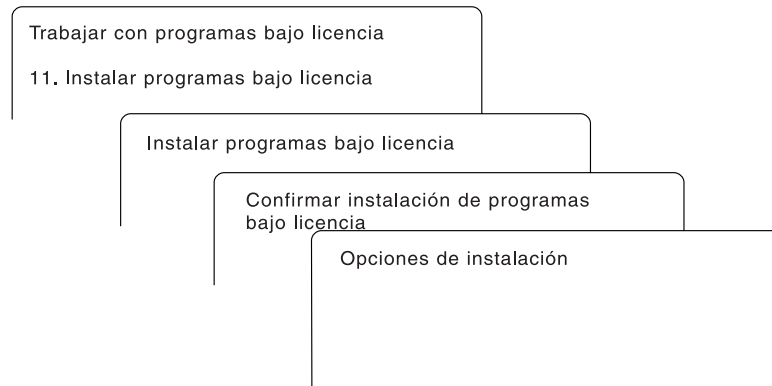 Trabajar con programas bajo licencia
11. Instalar programas bajo licencia
Instalar programas bajo licencia
Confirmar instalación de programas
bajo licencia
Opciones de instalación